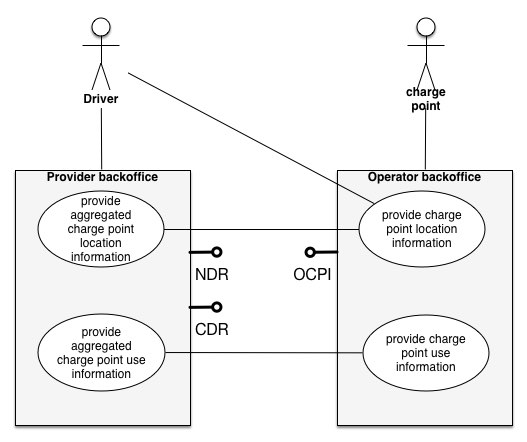 Driver
charge
point
Provider backoffice
Operator backoffice
provide
aggregated
charge point
location
information
provide charge
point location
information
NDR
OCPI
CDR
provide
aggregated
charge point use
information
provide charge
point use
information